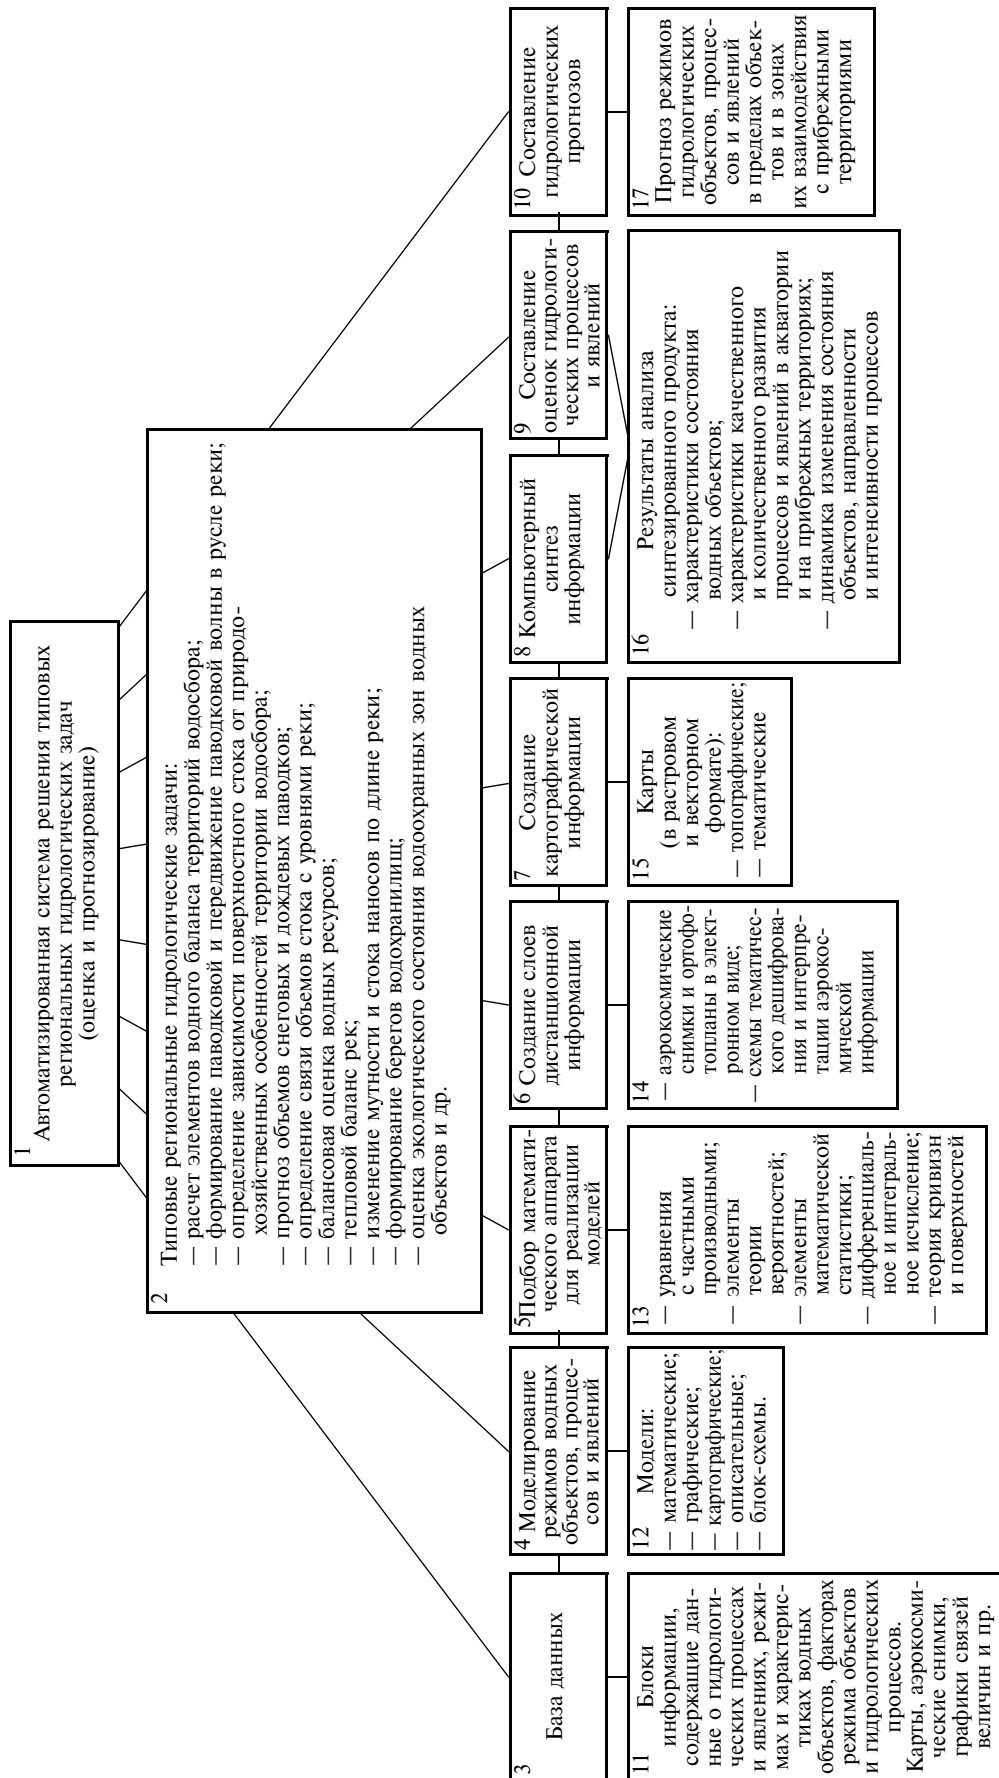 1
Автоматизированная система решения типовых
региональных гидрологических задач
(оценка и прогнозирование)
2
Типовые региональные гидрологические задачи:
— расчет элементов водного баланса территорий водосбора;
— формирование паводковой и передвижение паводковой волны в русле реки;
— определение зависимости поверхностного стока от природо-
хозяйственных особенностей территории водосбора;
— прогноз объемов снеговых и дождевых паводков;
— определение связи объемов стока с уровнями реки;
— балансовая оценка водных ресурсов;
— тепловой баланс рек;
— изменение мутности и стока наносов по длине реки;
— формирование берегов водохранилищ;
— оценка экологического состояния водоохранных зон водных
объектов и др.
3
База данных
4 Моделирование
режимов водных
объектов, процес-
сов и явлений
5 Подбор математи-
ческого аппарата
для реализации
моделей
6 Создание слоев
дистанционной
информации
7 Создание
картографической
информации
8 Компьютерный
синтез
информации
9 Составление
оценок гидрологи-
ческих процессов
и явлений
10 Составление
гидрологических
прогнозов
11 Блоки
информации,
содержащие дан-
ные о гидрологи-
ческих процессах
и явлениях, режи-
мах и характерис-
тиках водных
объектов, факторах
режима объектов
и гидрологических
процессов.
Карты, аэрокосми-
ческие снимки,
графики связей
величин и пр.
12 Модели:
— математические;
— графические;
— картографические;
— описательные;
— блок-схемы.
13
— уравнения
с частными
производными;
— элементы
теории
вероятностей;
— элементы
математической
статистики;
— дифференциаль-
ное и интеграль-
ное исчисление;
— теория кривизн
и поверхностей
14
— аэрокосмические
снимки и ортофо-
топланы в элект-
ронном виде;
— схемы тематичес-
кого дешифрова-
ния и интерпре-
тации аэрокос-
мической
информации
15 Карты
(в растровом
и векторном
формате):
— топографические;
— тематические
16 Результаты анализа
синтезированного продукта:
— характеристики состояния
водных объектов;
— характеристики качественного
и количественного развития
процессов и явлений в акватории
и на прибрежных территориях;
— динамика изменения состояния
объектов, направленности
и интенсивности процессов
17 Прогноз режимов
гидрологических
объектов, процес-
сов и явлений
в пределах объек-
тов и в зонах
их взаимодействия
с прибрежными
территориями